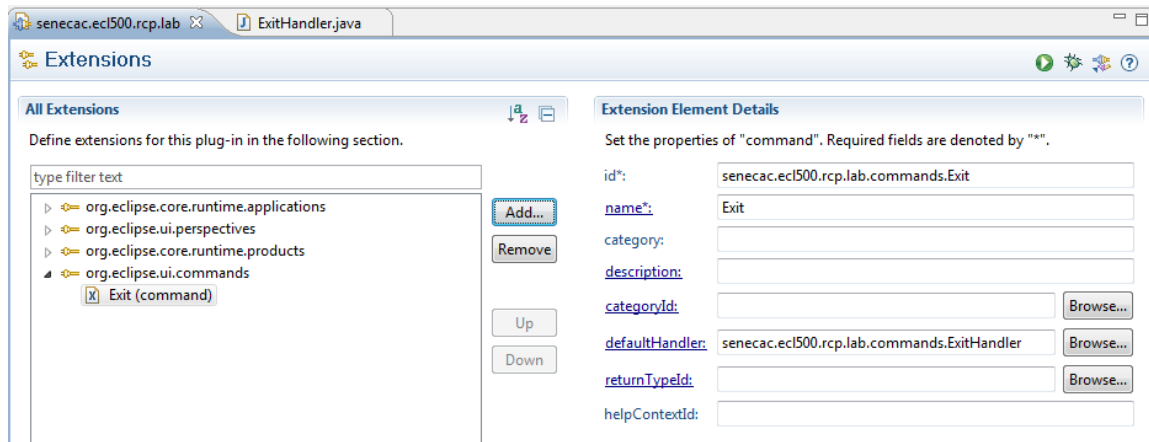 senecac.ecl500.rcp.lab ExitHandler.java
Extensions
All Extensions
Define extensions for this plug-in in the following section.
type filter text
org.eclipse.core.runtime.applications
org.eclipse.ui.perspectives
org.eclipse.core.runtime.products
org.eclipse.ui.commands
Exit (command)
Add...
Remove
Up
Down
Extension Element Details
Set the properties of "command". Required fields are denoted by "*".
id*: senecac.ecl500.rcp.lab.commands.Exit
name*: Exit
category:
description:
categoryId: Browse...
defaultHandler: senecac.ecl500.rcp.lab.commands.ExitHandler Browse...
returnTypeId: Browse...
helpContextId: